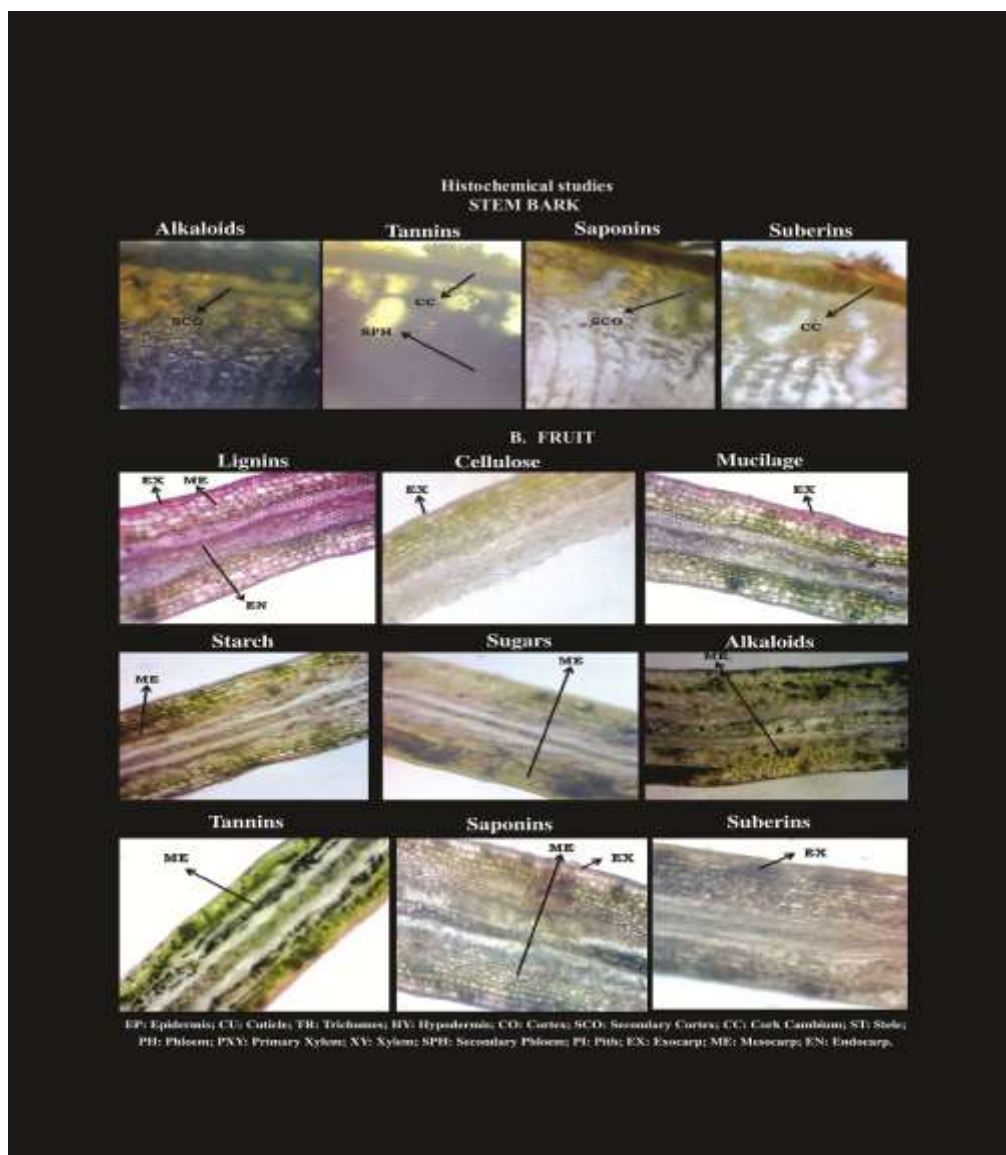 Histochemical studies
STEM BARK
Alkaloids Tannins Saponins Suberins
SCO CC SPH SCO CC
B. FRUIT
Lignins Cellulose Mucilage
EX ME EX EX
EN
Starch Sugars Alkaloids
ME ME ME
Tannins Saponins Suberins
ME ME EX EX
EP: Epidermis; CU: Cuticle; TR: Trichomes; HY: Hypodermis; CO: Cortex; SCO: Secondary Cortex; CC: Cork Cambium; ST: Stele;
PH: Phloem; PXY: Primary Xylem; XY: Xylem; SPH: Secondary Phloem; PI: Pith; EX: Exocarp; ME: Mesocarp; EN: Endocarp.